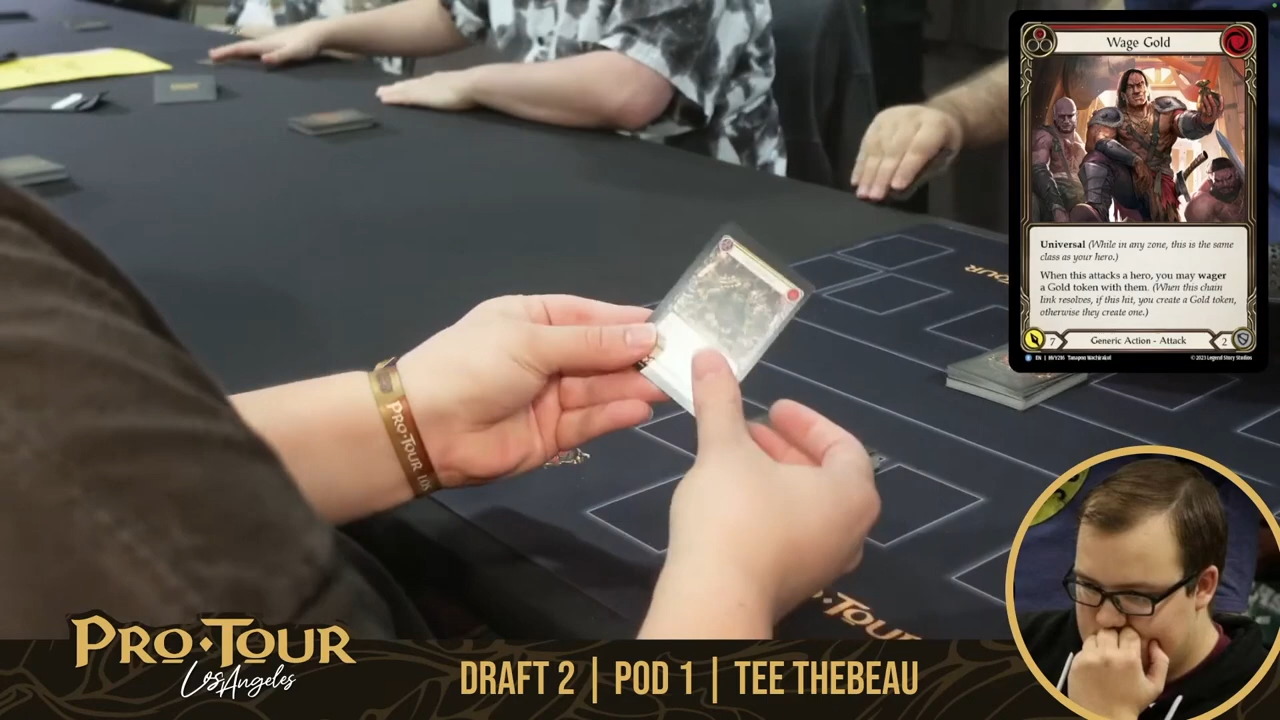 Wage Gold
Universal (While in any zone, this is the same
class as your hero.)
When this attacks a hero, you may wager
a Gold token with them. (When this chain
link resolves, if this hit, you create a Gold token,
otherwise they create one.)
7
Generic Action - Attack
2
© 2023 Legend Story Studios
PRO·TOUR
PRO·TOUR
PRO·TOUR
Los Angeles
DRAFT 2 | POD 1 | TEE THEBEAU